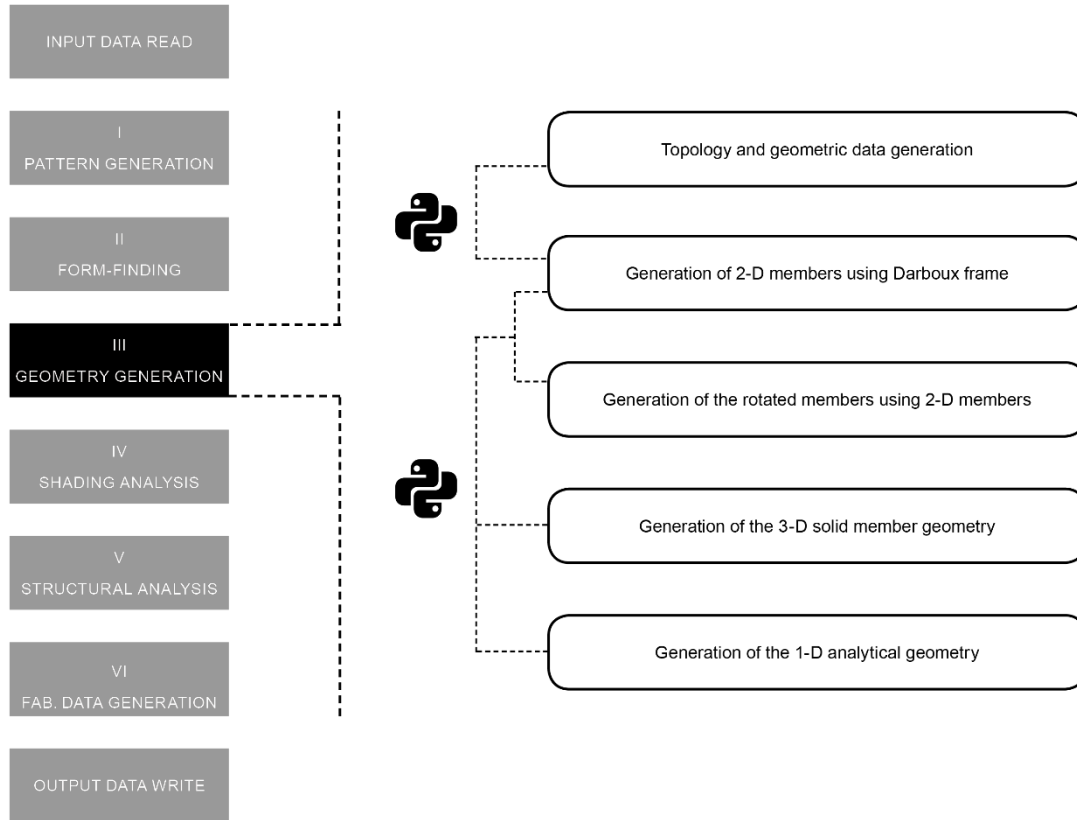 INPUT DATA READ
I
PATTERN GENERATION
II
FORM-FINDING
III
GEOMETRY GENERATION
IV
SHADING ANALYSIS
V
STRUCTURAL ANALYSIS
VI
FAB. DATA GENERATION
OUTPUT DATA WRITE
Topology and geometric data generation
Generation of 2-D members using Darboux frame
Generation of the rotated members using 2-D members
Generation of the 3-D solid member geometry
Generation of the 1-D analytical geometry